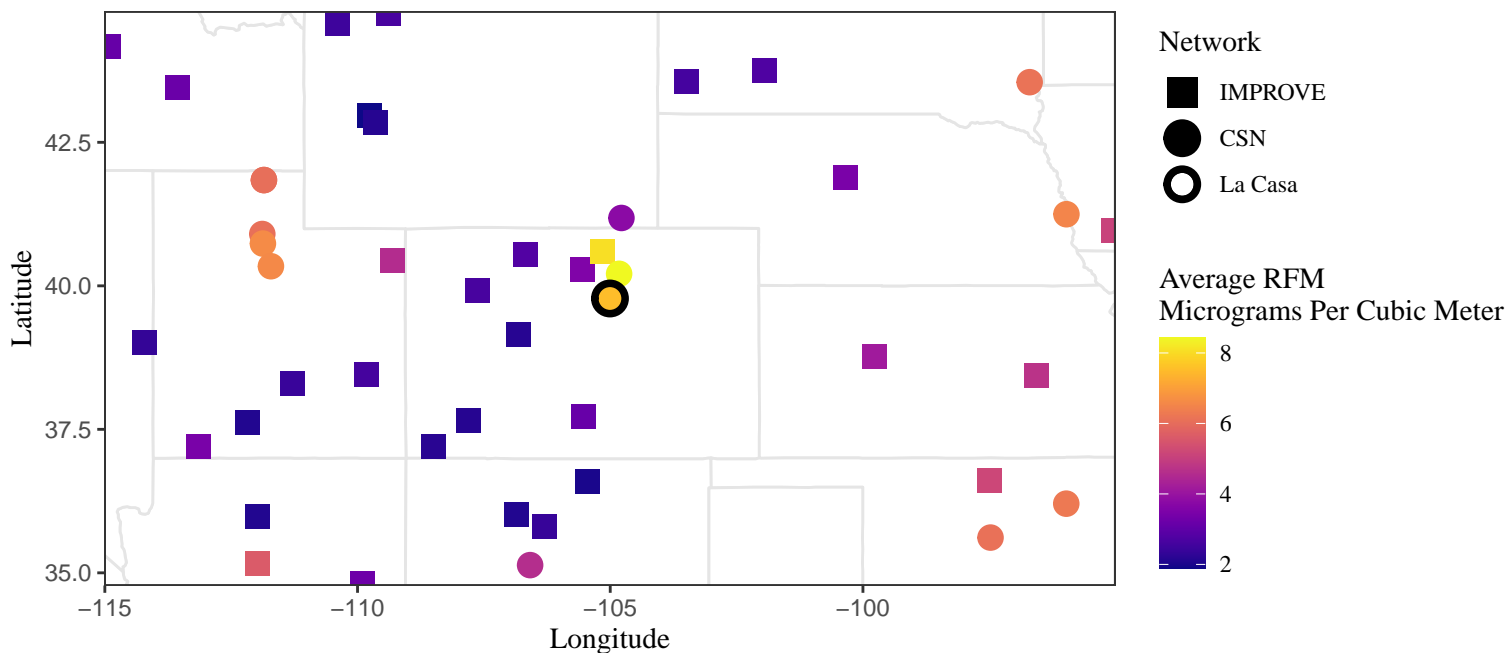 42.5
40.0
37.5
35.0
Latitude
−115
−110
−105
−100
Longitude
Network
IMPROVE
CSN
La Casa
Average RFM
Micrograms Per Cubic Meter
8
6
4
2